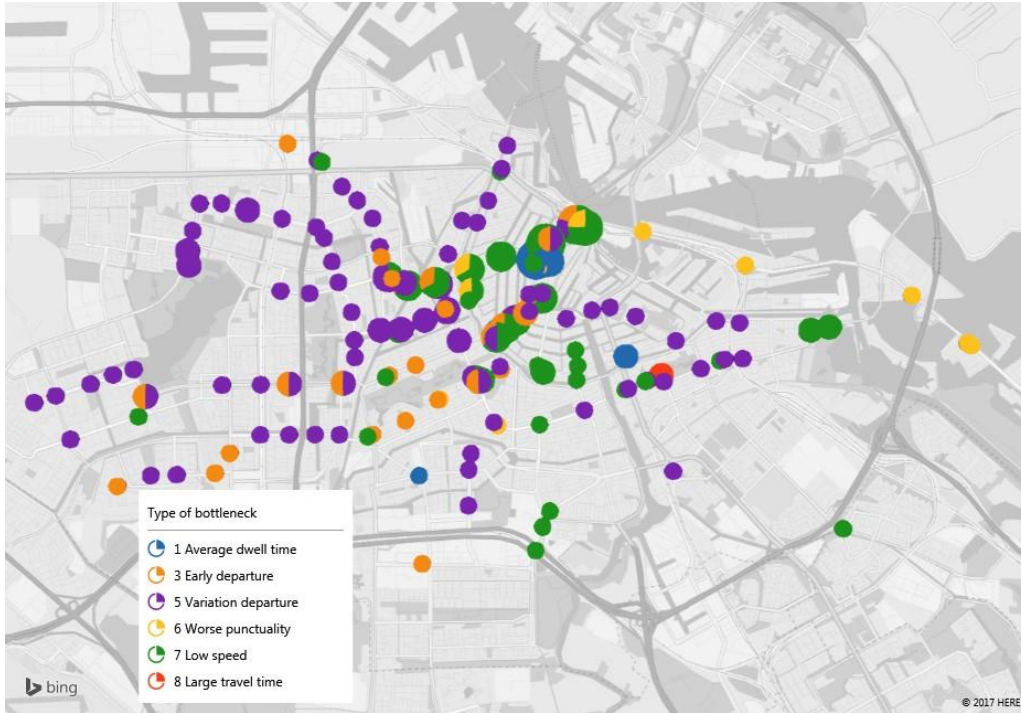 Type of bottleneck
1 Average dwell time
3 Early departure
5 Variation departure
6 Worse punctuality
7 Low speed
8 Large travel time
bing
© 2017 HERE